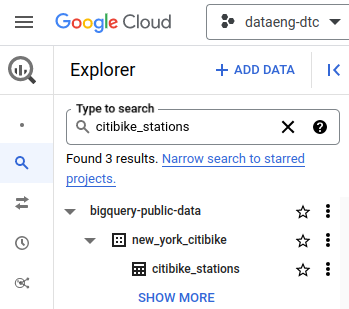 Google Cloud
dataeng-dtc
Explorer
+ ADD DATA
Type to search
citibike_stations
Found 3 results. Narrow search to starred
projects.
bigquery-public-data
new_york_citibike
citibike_stations
SHOW MORE